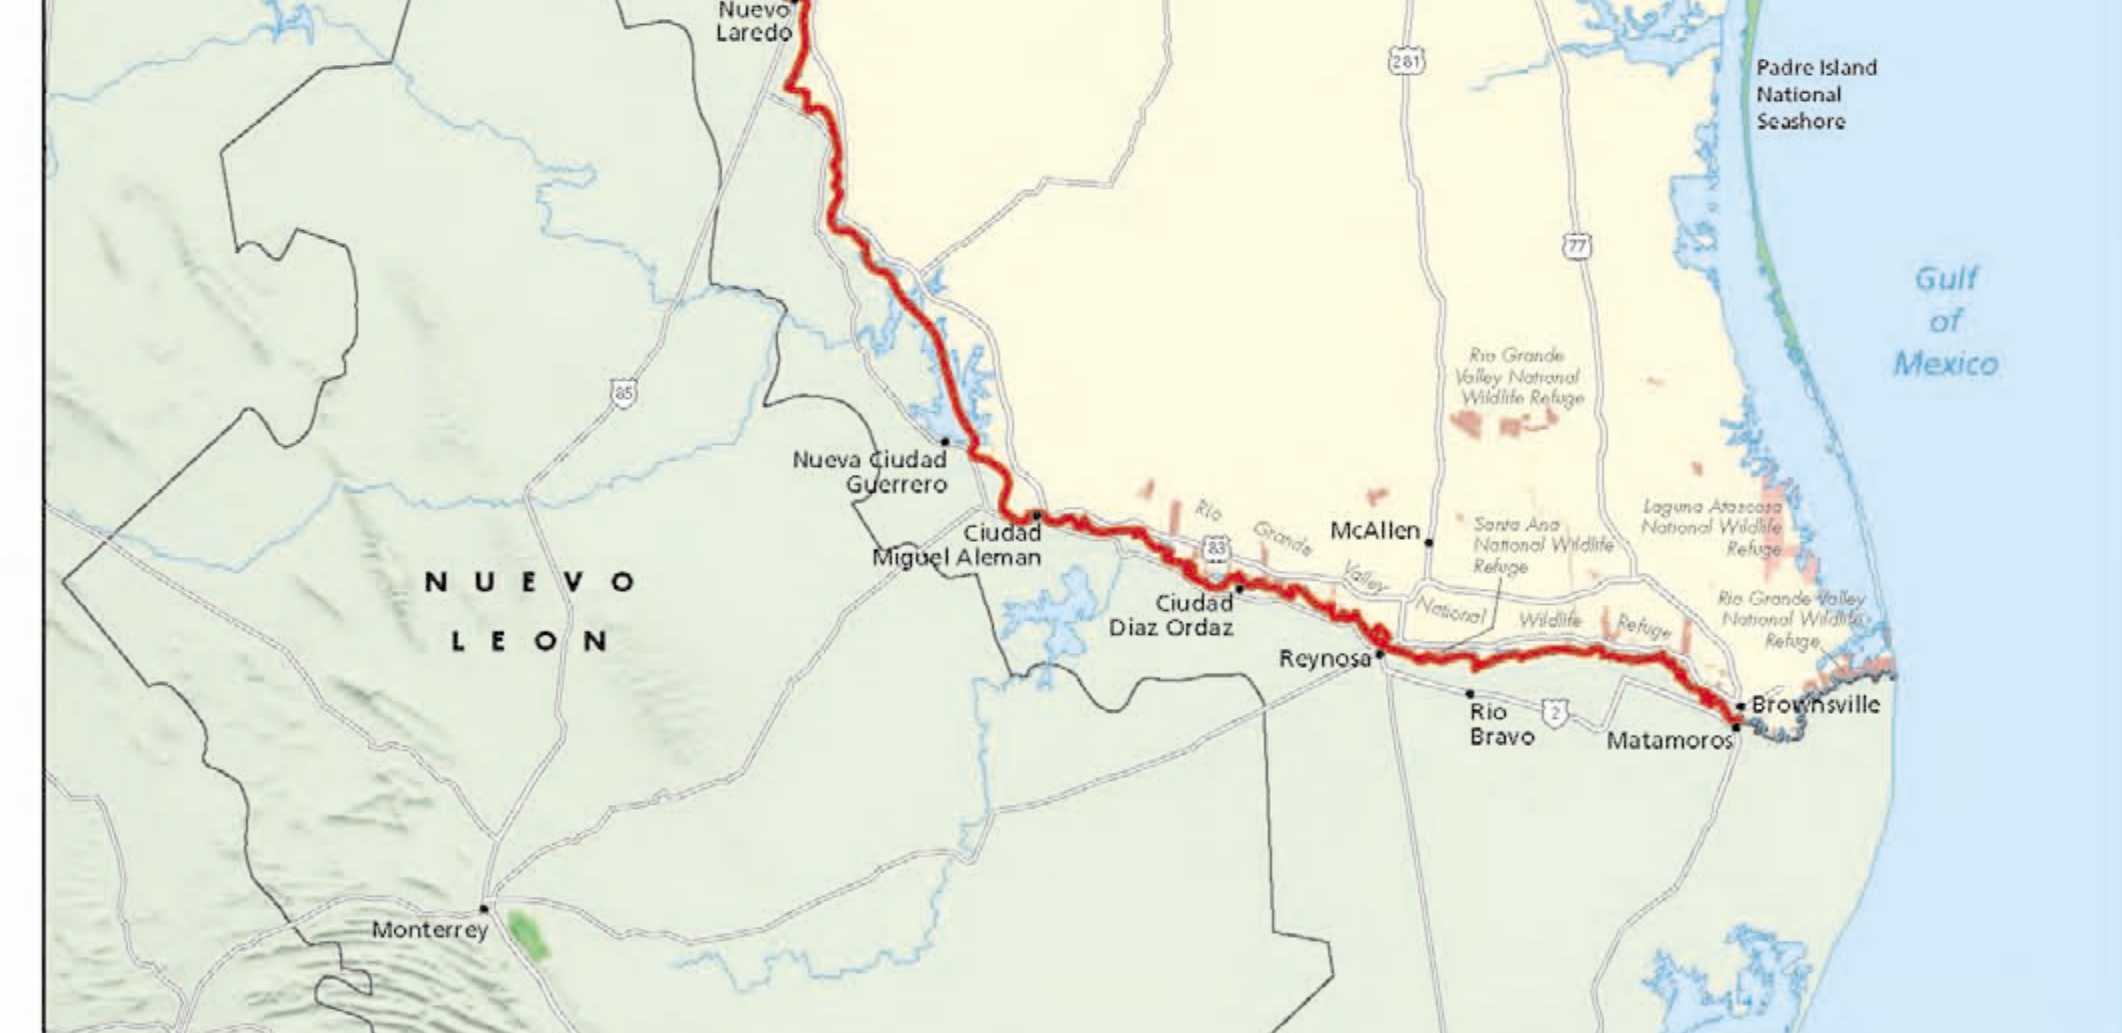 Nuevo
Laredo
281
Padre Island
National
Seashore
77
Gulf
of
Mexico
85
Rio Grande
Valley National
Wildlife Refuge
Nueva Ciudad
Guerrero
Ciudad
Miguel Aleman
Rio Grande Valley National Wildlife Refuge
83
McAllen
Santa Ana
National Wildlife
Refuge
Laguna Atascosa
National Wildlife
Refuge
Rio Grande Valley
National Wildlife
Refuge
NUEVO
LEON
Ciudad
Diaz Ordaz
Reynosa
Rio
Bravo
2
Brownsville
Matamoros
Monterrey